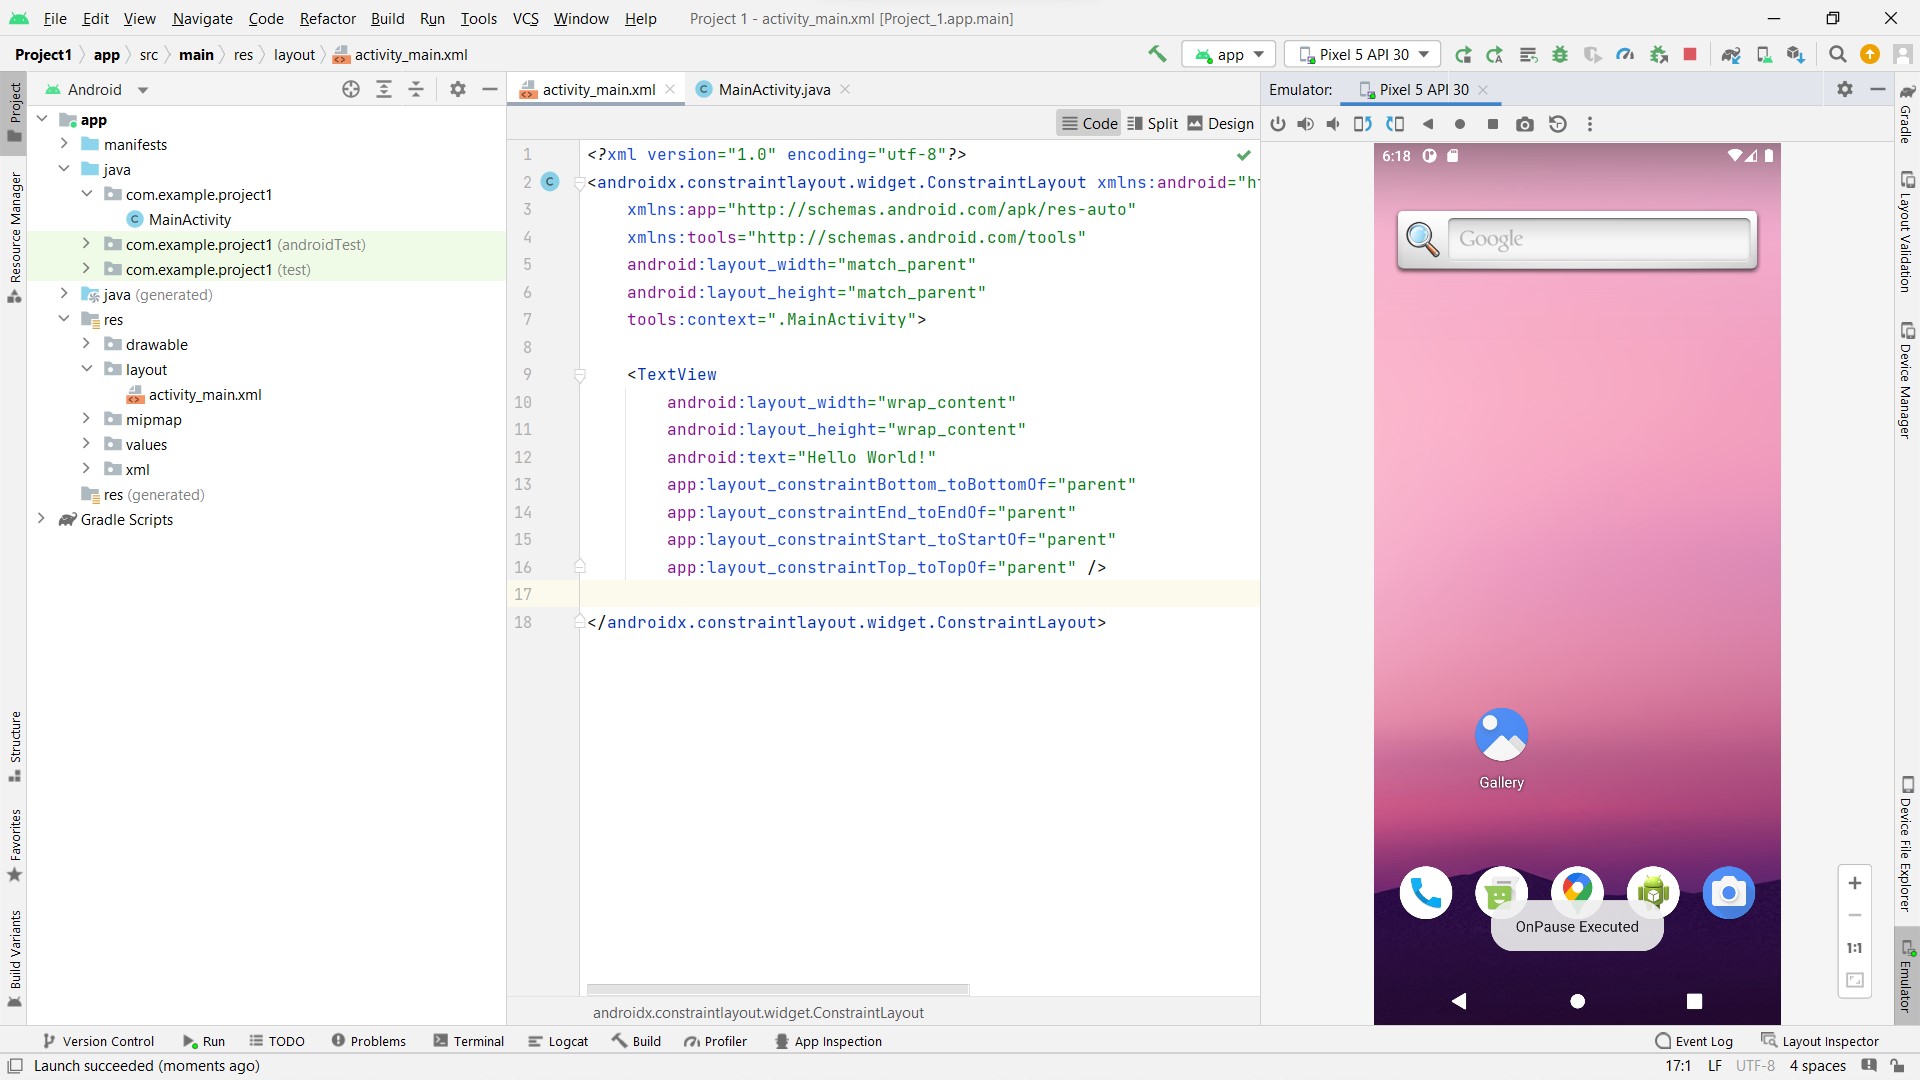 File Edit View Navigate Code Refactor Build Run Tools VCS Window Help Project 1 - activity_main.xml [Project_1.app.main]
Project1 app src main res layout activity_main.xml app Pixel 5 API 30
Android
activity_main.xml MainActivity.java
Emulator: Pixel 5 API 30
Code Split Design
Project
Resource Manager
Structure
Favorites
Build Variants
app
manifests
java
com.example.project1
MainActivity
com.example.project1 (androidTest)
com.example.project1 (test)
java (generated)
res
drawable
layout
activity_main.xml
mipmap
values
xml
res (generated)
Gradle Scripts
1 <?xml version="1.0" encoding="utf-8"?>
2 <androidx.constraintlayout.widget.ConstraintLayout xmlns:android="h
3 xmlns:app="http://schemas.android.com/apk/res-auto"
4 xmlns:tools="http://schemas.android.com/tools"
5 android:layout_width="match_parent"
6 android:layout_height="match_parent"
7 tools:context=".MainActivity">
8
9 <TextView
10 android:layout_width="wrap_content"
11 android:layout_height="wrap_content"
12 android:text="Hello World!"
13 app:layout_constraintBottom_toBottomOf="parent"
14 app:layout_constraintEnd_toEndOf="parent"
15 app:layout_constraintStart_toStartOf="parent"
16 app:layout_constraintTop_toTopOf="parent" />
17
18 </androidx.constraintlayout.widget.ConstraintLayout>
androidx.constraintlayout.widget.ConstraintLayout
6:18
Google
Gallery
OnPause Executed
1:1
Gradle
Layout Validation
Device Manager
Device File Explorer
Emulator
Version Control Run TODO Problems Terminal Logcat Build Profiler App Inspection Event Log Layout Inspector
Launch succeeded (moments ago) 17:1 LF UTF-8 4 spaces